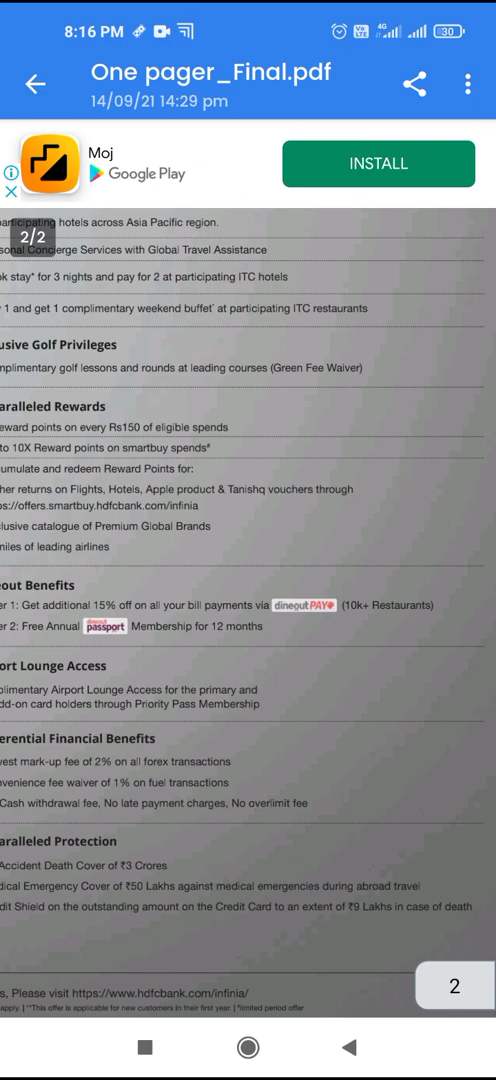 8:16 PM
4G
30
One pager_Final.pdf
14/09/21 14:29 pm
Moj
Google Play
INSTALL
2/2
participating hotels across Asia Pacific region.
sonal Concierge Services with Global Travel Assistance
ok stay* for 3 nights and pay for 2 at participating ITC hotels
1 and get 1 complimentary weekend buffet* at participating ITC restaurants
usive Golf Privileges
mplimentary golf lessons and rounds at leading courses (Green Fee Waiver)
aralleled Rewards
eward points on every Rs150 of eligible spends
to 10X Reward points on smartbuy spends#
umulate and redeem Reward Points for:
her returns on Flights, Hotels, Apple product & Tanishq vouchers through
ps://offers.smartbuy.hdfcbank.com/infinia
clusive catalogue of Premium Global Brands
miles of leading airlines
eout Benefits
er 1: Get additional 15% off on all your bill payments via dineout PAY (10k+ Restaurants)
er 2: Free Annual dineout passport Membership for 12 months
ort Lounge Access
plimentary Airport Lounge Access for the primary and
dd-on card holders through Priority Pass Membership
erential Financial Benefits
west mark-up fee of 2% on all forex transactions
nvenience fee waiver of 1% on fuel transactions
Cash withdrawal fee, No late payment charges, No overlimit fee
aralleled Protection
Accident Death Cover of ₹3 Crores
dical Emergency Cover of ₹50 Lakhs against medical emergencies during abroad travel
dit Shield on the outstanding amount on the Credit Card to an extent of ₹9 Lakhs in case of death
2
s, Please visit https://www.hdfcbank.com/infinia/
apply. | **This offer is applicable for new customers in their first year. | #limited period offer